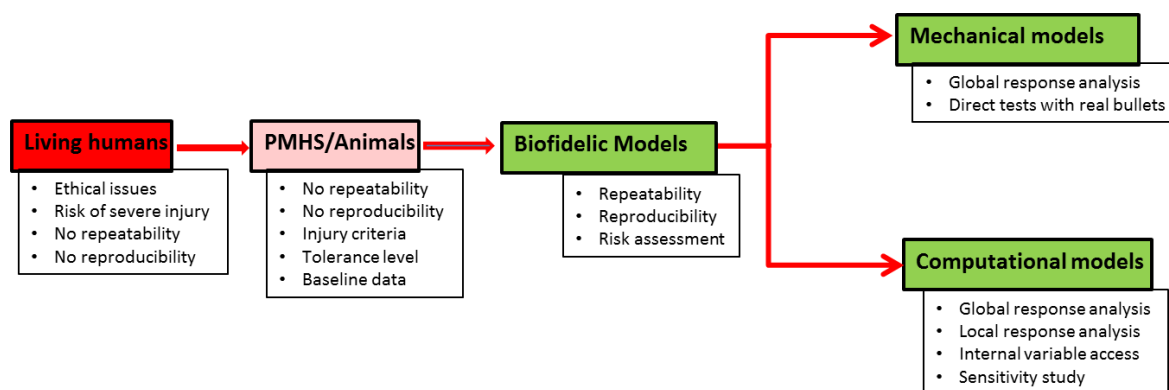 Living humans
• Ethical issues
• Risk of severe injury
• No repeatability
• No reproducibility
PMHS/Animals
• No repeatability
• No reproducibility
• Injury criteria
• Tolerance level
• Baseline data
Biofidelic Models
• Repeatability
• Reproducibility
• Risk assessment
Mechanical models
• Global response analysis
• Direct tests with real bullets
Computational models
• Global response analysis
• Local response analysis
• Internal variable access
• Sensitivity study